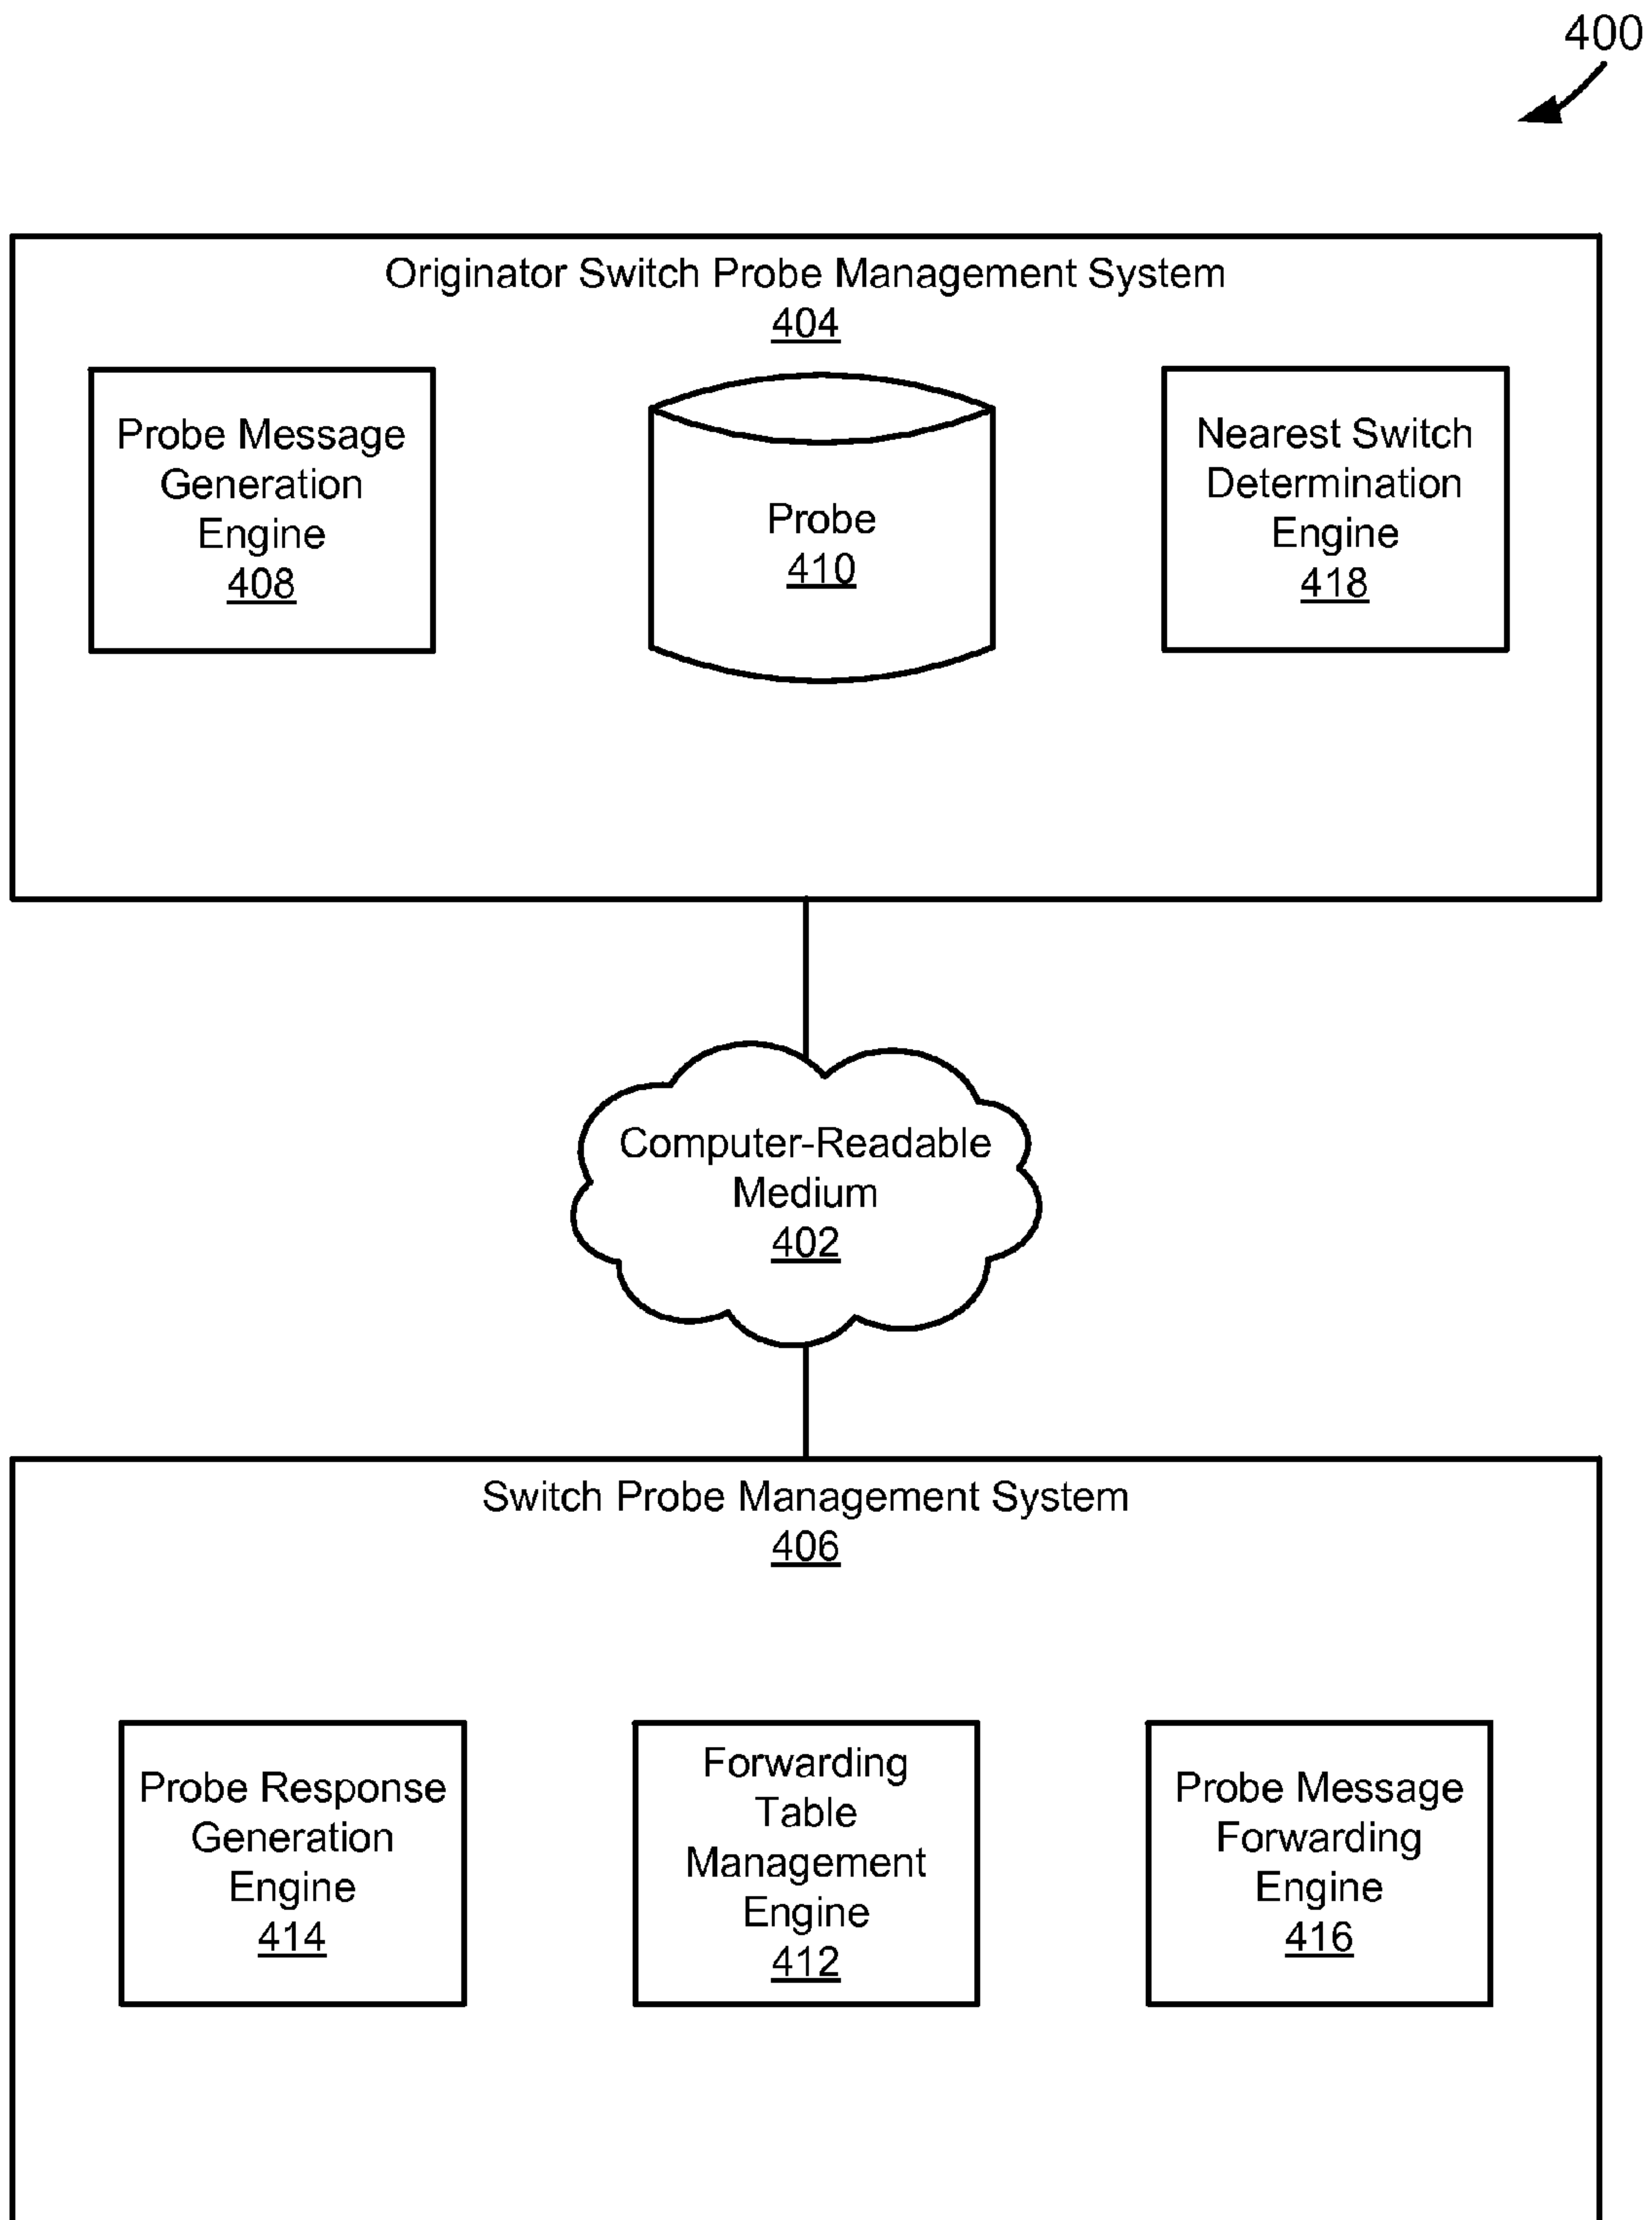 400
Originator Switch Probe Management System
404
Probe Message
Generation
Engine
408
Probe
410
Nearest Switch
Determination
Engine
418
Computer-Readable
Medium
402
Switch Probe Management System
406
Probe Response
Generation
Engine
414
Forwarding
Table
Management
Engine
412
Probe Message
Forwarding
Engine
416